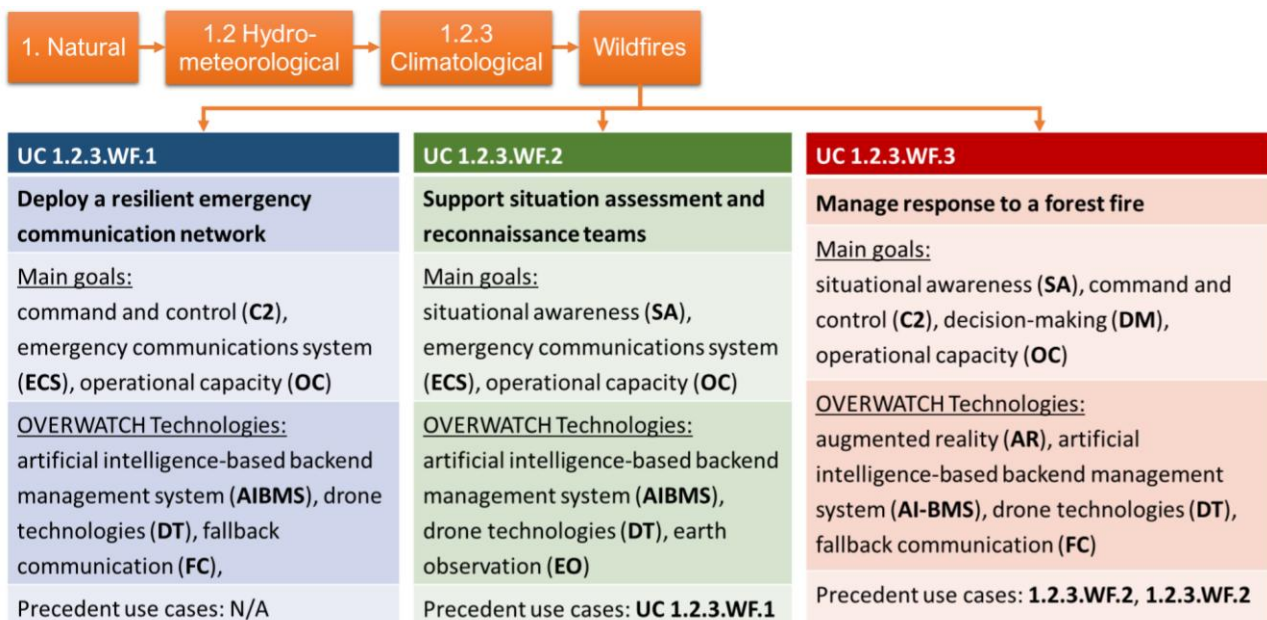 1. Natural
1.2 Hydro-
meteorological
1.2.3
Climatological
Wildfires
UC 1.2.3.WF.1
Deploy a resilient emergency
communication network
Main goals:
command and control (C2),
emergency communications system
(ECS), operational capacity (OC)
OVERWATCH Technologies:
artificial intelligence-based backend
management system (AIBMS), drone
technologies (DT), fallback
communication (FC),
Precedent use cases: N/A
UC 1.2.3.WF.2
Support situation assessment and
reconnaissance teams
Main goals:
situational awareness (SA),
emergency communications system
(ECS), operational capacity (OC)
OVERWATCH Technologies:
artificial intelligence-based backend
management system (AIBMS),
drone technologies (DT), earth
observation (EO)
Precedent use cases: UC 1.2.3.WF.1
UC 1.2.3.WF.3
Manage response to a forest fire
Main goals:
situational awareness (SA), command and
control (C2), decision-making (DM),
operational capacity (OC)
OVERWATCH Technologies:
augmented reality (AR), artificial
intelligence-based backend management
system (AI-BMS), drone technologies (DT),
fallback communication (FC)
Precedent use cases: 1.2.3.WF.2, 1.2.3.WF.2